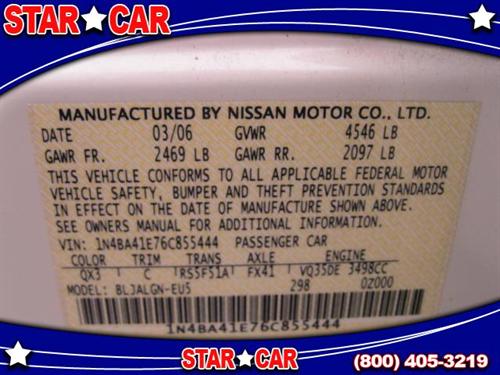 STAR★CAR
MANUFACTURED BY NISSAN MOTOR CO., LTD.
DATE 03/06 GVWR 4546 LB
GAWR FR. 2469 LB GAWR RR. 2097 LB
THIS VEHICLE CONFORMS TO ALL APPLICABLE FEDERAL MOTOR
VEHICLE SAFETY, BUMPER AND THEFT PREVENTION STANDARDS
IN EFFECT ON THE DATE OF MANUFACTURE SHOWN ABOVE.
SEE OWNERS MANUAL FOR ADDITIONAL INFORMATION.
VIN: 1N4BA41E76C855444 PASSENGER CAR
COLOR TRIM TRANS AXLE ENGINE
QX3 C RS5F51A FX41 VQ35DE 3498CC
MODEL: BLJALGN-EU5 298 0Z000
1N4BA41E76C855444
STAR★CAR (800) 405-3219